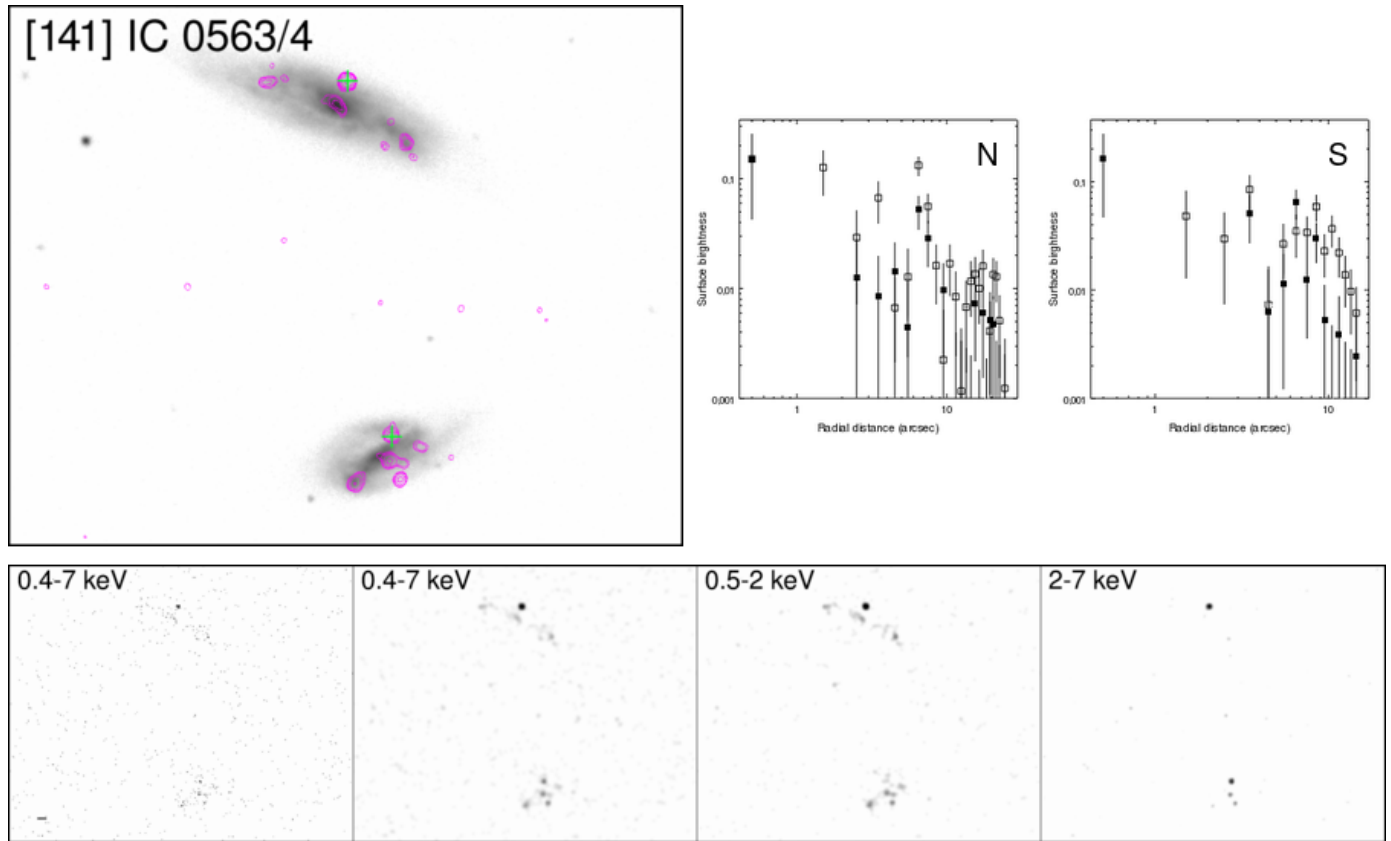 [141] IC 0563/4
N
Surface birghtness
0,1
0,01
0,001
1
10
Radial distance (arcsec)
S
Surface birghtness
0,1
0,01
0,001
1
10
Radial distance (arcsec)
0.4-7 keV
0.4-7 keV
0.5-2 keV
2-7 keV